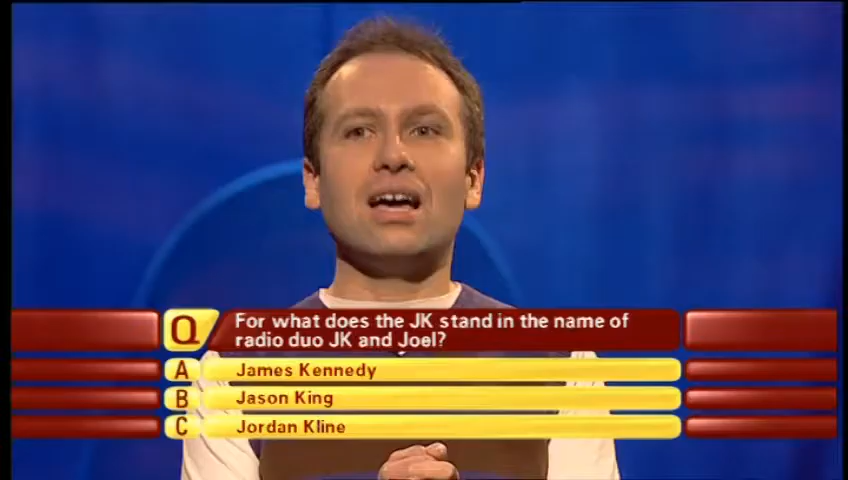 Q For what does the JK stand in the name of
radio duo JK and Joel?
A James Kennedy
B Jason King
C Jordan Kline